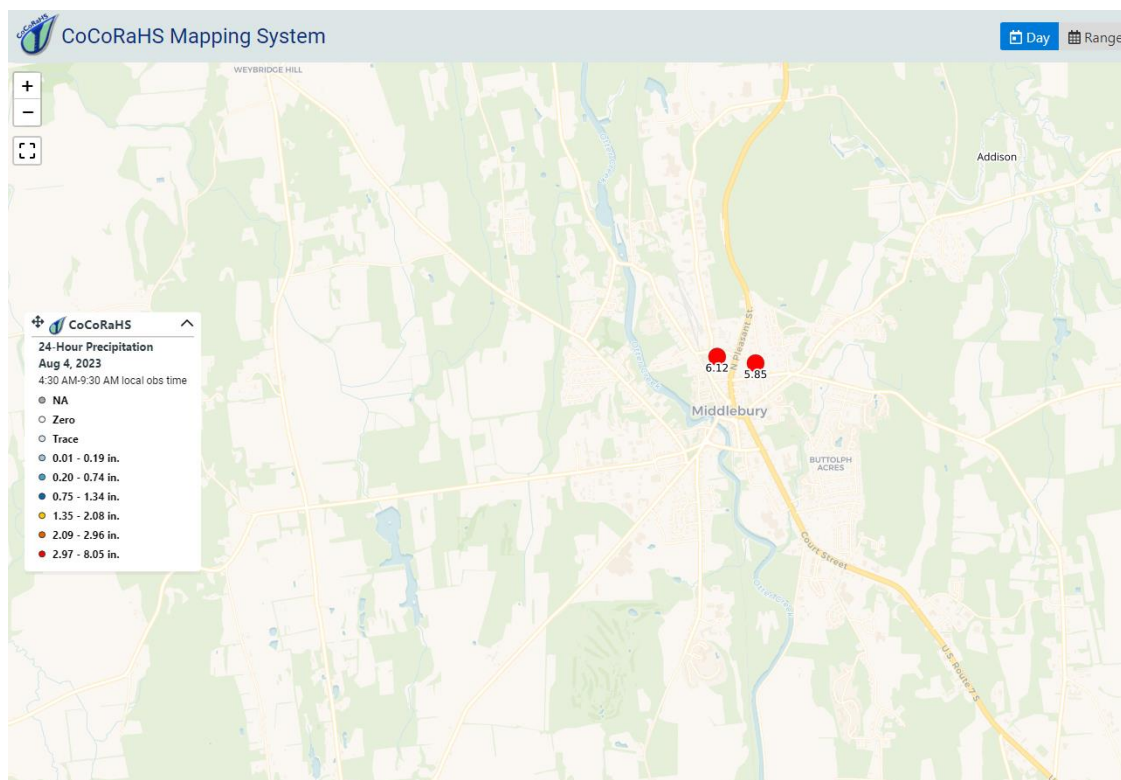 CoCoRaHS
CoCoRaHS Mapping System
Day
Range
WEYBRIDGE HILL
+
−
Addison
N Pleasant St.
CoCoRaHS
24-Hour Precipitation
Aug 4, 2023
4:30 AM-9:30 AM local obs time
NA
Zero
Trace
0.01 - 0.19 in.
0.20 - 0.74 in.
0.75 - 1.34 in.
1.35 - 2.08 in.
2.09 - 2.96 in.
2.97 - 8.05 in.
6.12
5.85
Middlebury
BUTTOLPH
ACRES
Court Street
U.S. Route 7 S